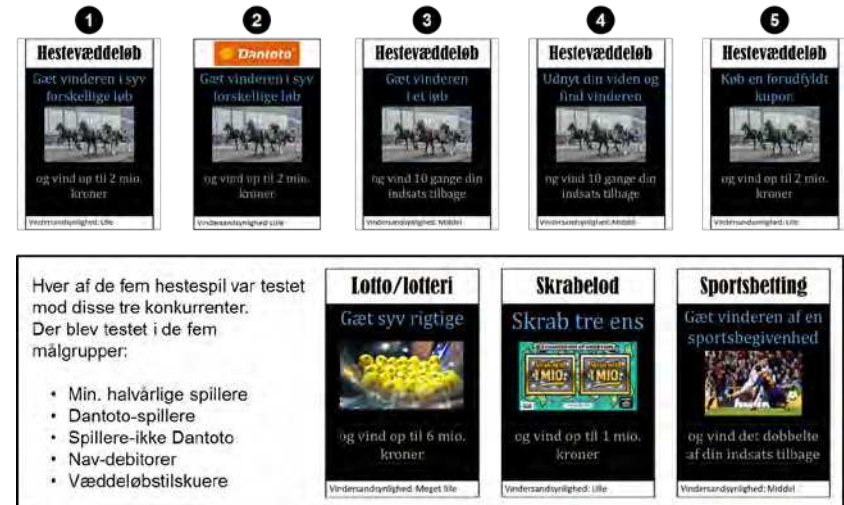 1
2
3
4
5
Hestevæddeløb
Gæt vinderen i syv
forskellige løb
og vind op til 2 mio.
kroner
Vindersandsynlighed: Lille
Dantoto
Gæt vinderen i syv
forskellige løb
og vind op til 2 mio.
kroner
Vindersandsynlighed: Lille
Hestevæddeløb
Gæt vinderen
i et løb
og vind 10 gange din
indsats tilbage
Vindersandsynlighed: Middel
Hestevæddeløb
Udnyt din viden og
find vinderen
og vind 10 gange din
indsats tilbage
Vindersandsynlighed: Middel
Hestevæddeløb
Køb en forudfyldt
kupon
og vind op til 2 mio.
kroner
Vindersandsynlighed: Lille
Hver af de fem hestespil var testet
mod disse tre konkurrenter.
Der blev testet i de fem
målgrupper:
• Min. halvårlige spillere
• Dantoto-spillere
• Spillere-ikke Dantoto
• Nav-debitorer
• Væddeløbstilskuere
Lotto/lotteri
Gæt syv rigtige
og vind op til 6 mio.
kroner
Vindersandsynlighed: Meget lille
Skrabelod
Skrab tre ens
1 MIO.
1 MIO.
og vind op til 1 mio.
kroner
Vindersandsynlighed: Lille
Sportsbetting
Gæt vinderen af en
sportsbegivenhed
og vind det dobbelte
af din indsats tilbage
Vindersandsynlighed: Middel